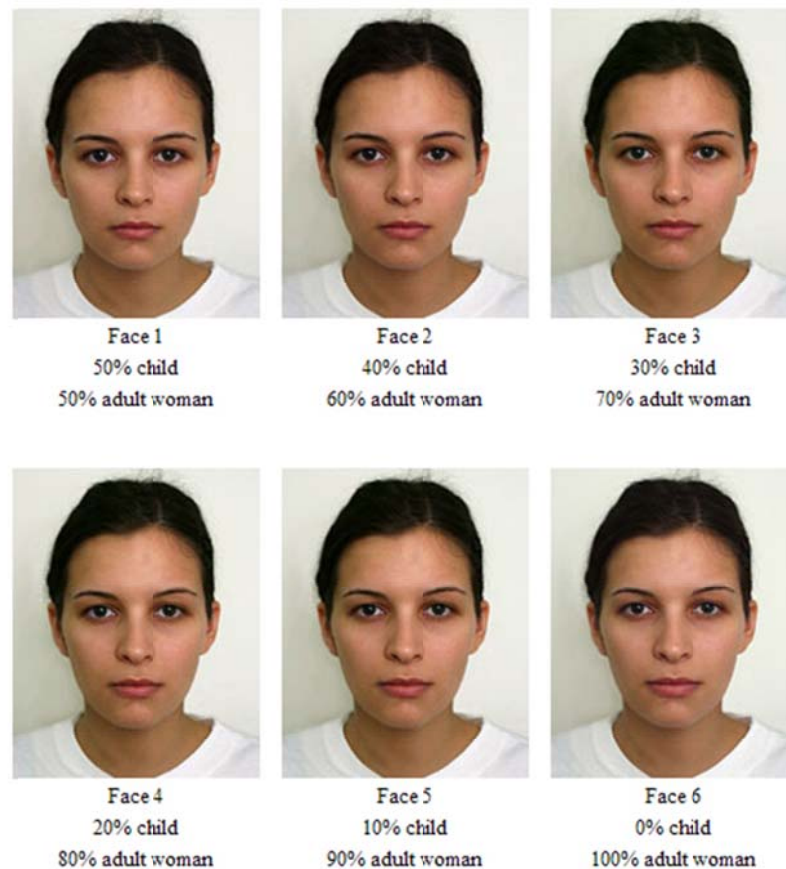 Face 1
50% child
50% adult woman
Face 2
40% child
60% adult woman
Face 3
30% child
70% adult woman
Face 4
20% child
80% adult woman
Face 5
10% child
90% adult woman
Face 6
0% child
100% adult woman